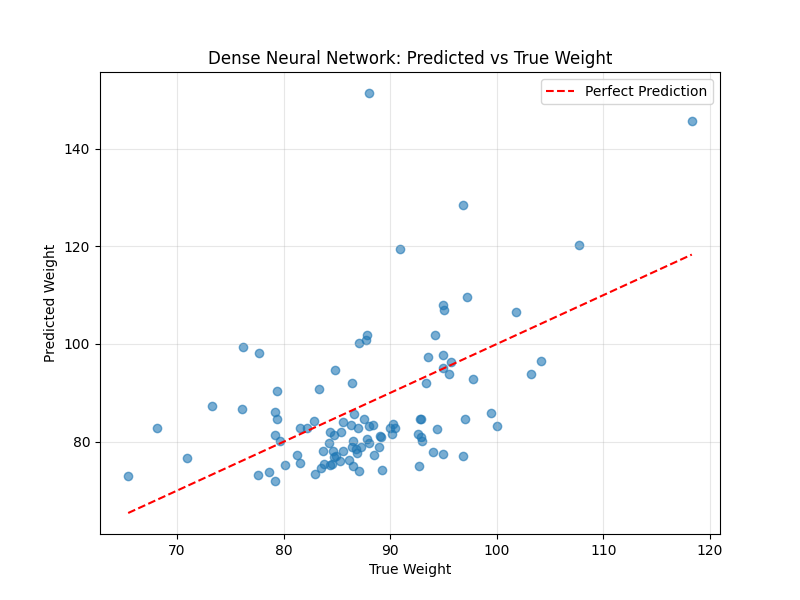 Dense Neural Network: Predicted vs True Weight
Perfect Prediction
Predicted Weight
140
120
100
80
70
80
90
100
110
120
True Weight